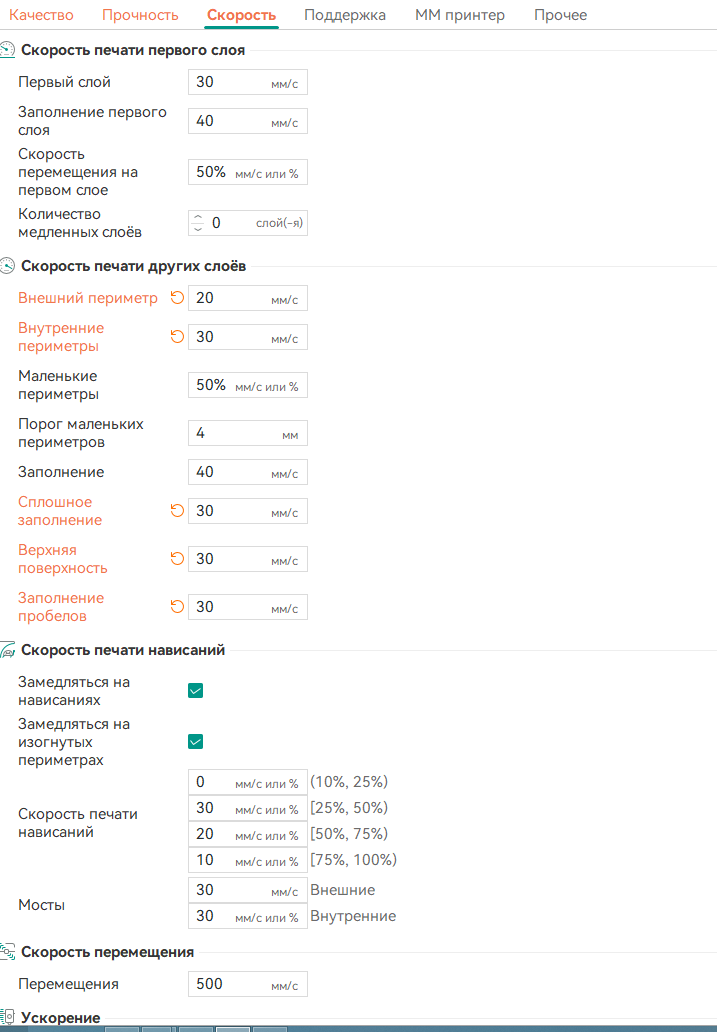 Качество Прочность Скорость Поддержка ММ принтер Прочее
Скорость печати первого слоя
Первый слой 30 мм/с
Заполнение первого
слоя
40 мм/с
Скорость
перемещения на
первом слое
50% мм/с или %
Количество
медленных слоёв
0 слой(-я)
Скорость печати других слоёв
Внешний периметр 20 мм/с
Внутренние
периметры
30 мм/с
Маленькие
периметры
50% мм/с или %
Порог маленьких
периметров
4 мм
Заполнение 40 мм/с
Сплошное
заполнение
30 мм/с
Верхняя
поверхность
30 мм/с
Заполнение
пробелов
30 мм/с
Скорость печати нависаний
Замедляться на
нависаниях
Замедляться на
изогнутых
периметрах
Скорость печати
нависаний
0 мм/с или % (10%, 25%)
30 мм/с или % [25%, 50%)
20 мм/с или % [50%, 75%)
10 мм/с или % [75%, 100%)
Мосты
30 мм/с Внешние
30 мм/с или % Внутренние
Скорость перемещения
Перемещения 500 мм/с
Ускорение